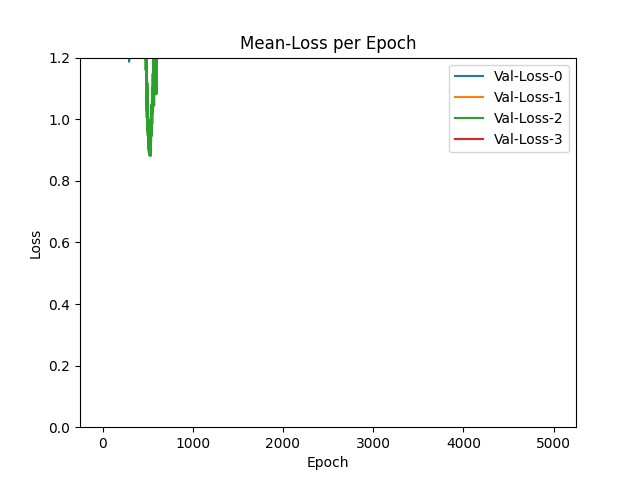 Mean-Loss per Epoch
1.2
1.0
0.8
0.6
0.4
0.2
0.0
Loss
Val-Loss-0
Val-Loss-1
Val-Loss-2
Val-Loss-3
0 1000 2000 3000 4000 5000
Epoch